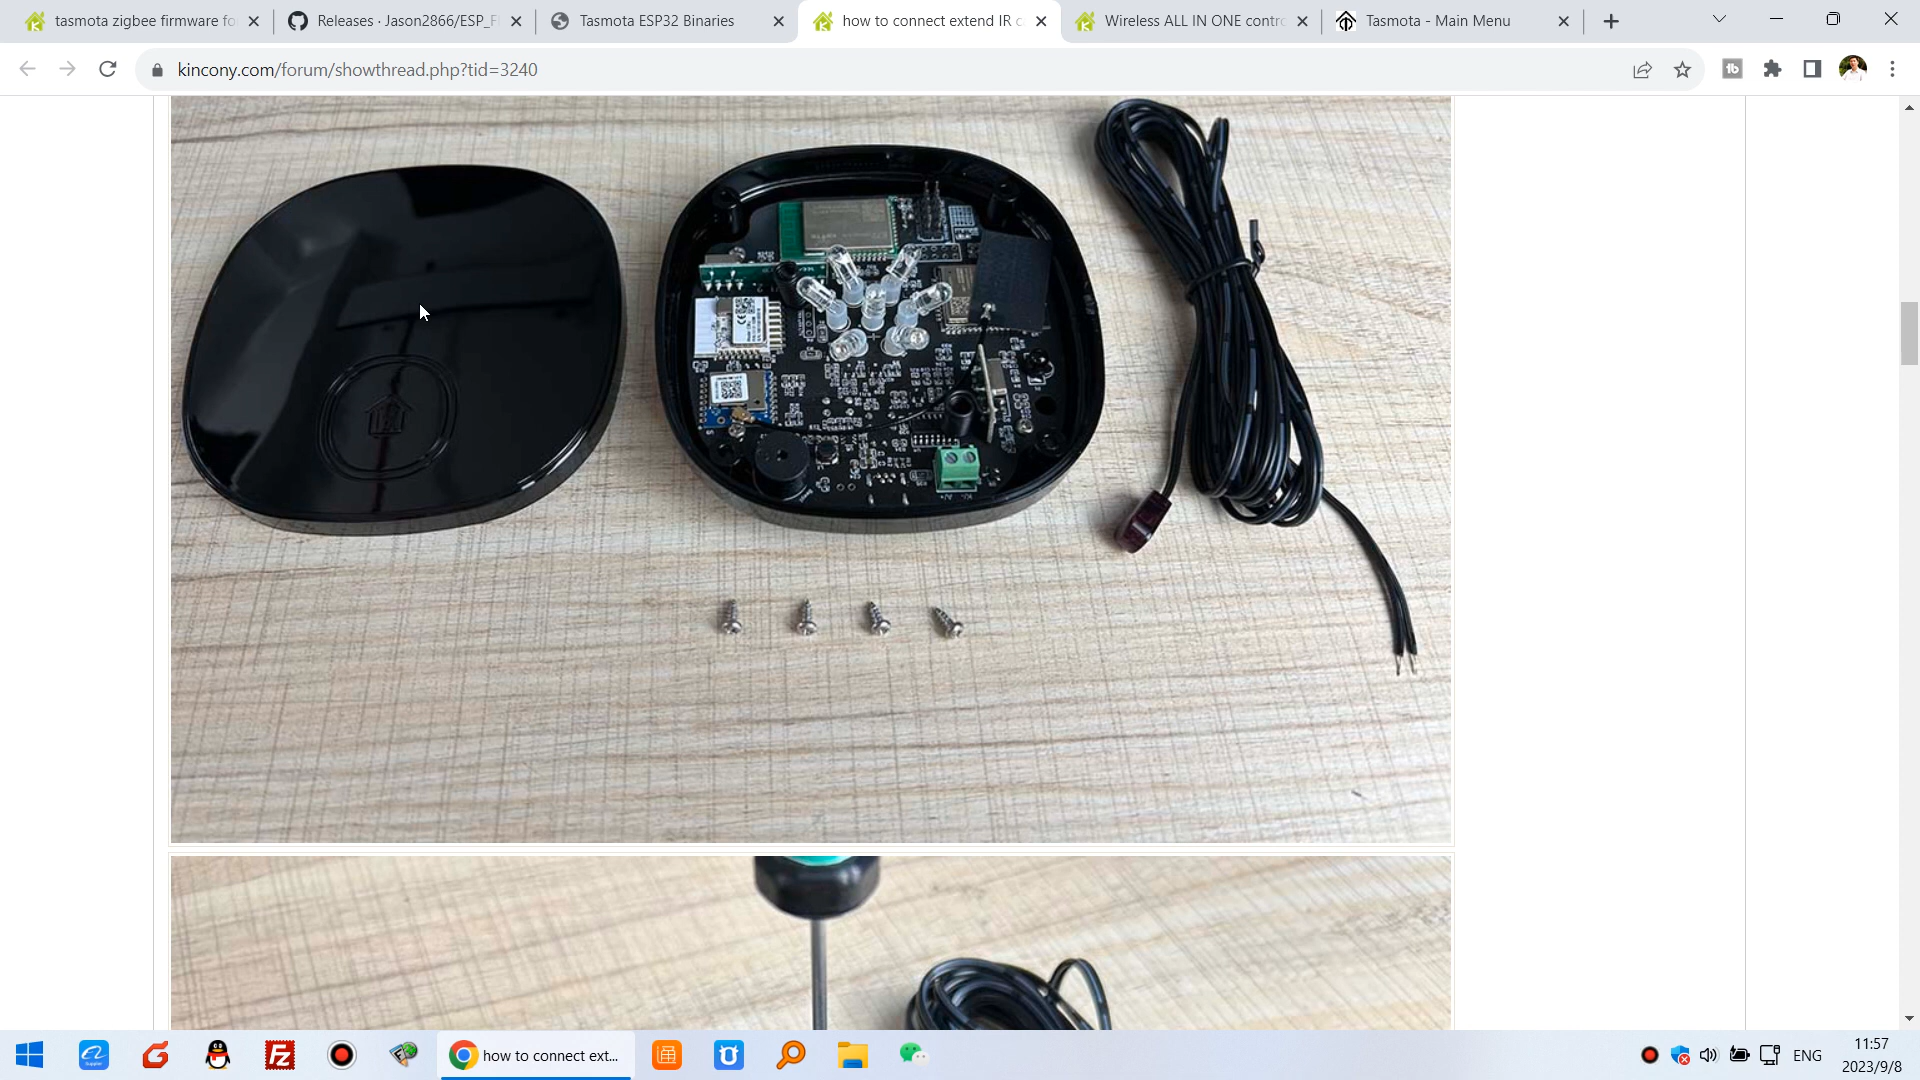 tasmota zigbee firmware fo
Releases · Jason2866/ESP_Fl
Tasmota ESP32 Binaries
how to connect extend IR c
Wireless ALL IN ONE contro
Tasmota - Main Menu
kincony.com/forum/showthread.php?tid=3240
how to connect ext...
ENG
11:57
2023/9/8